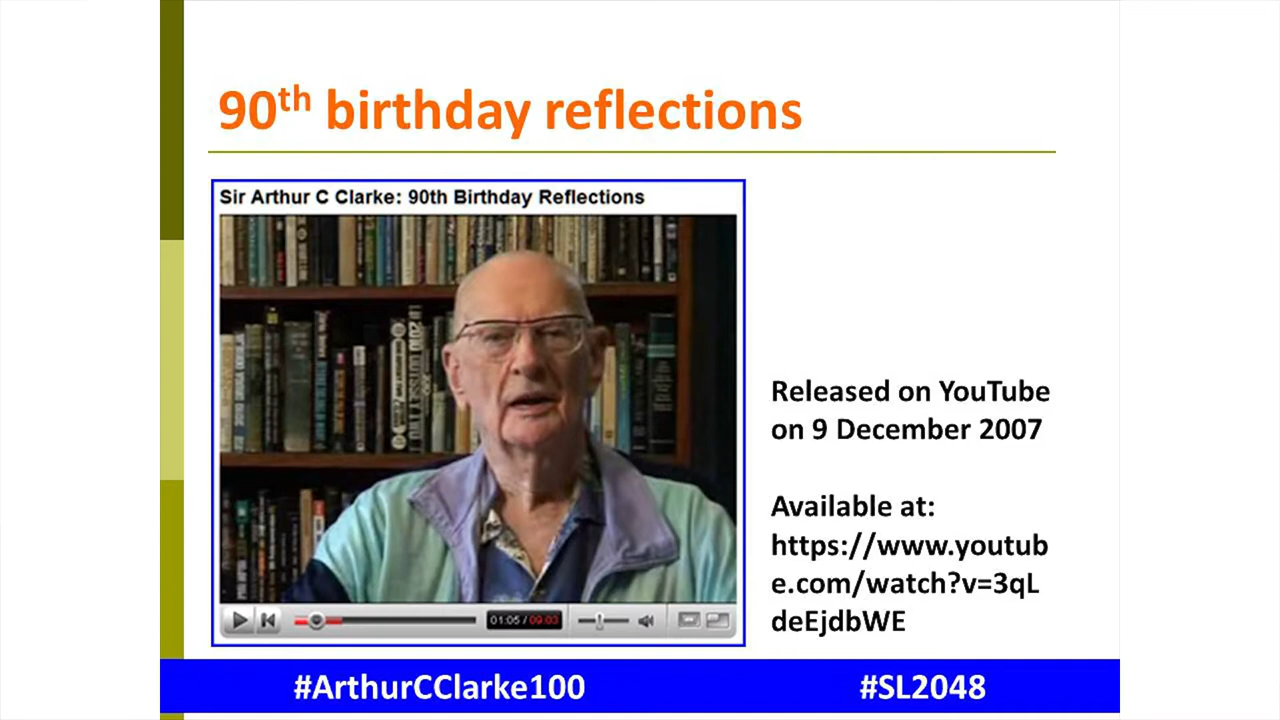 90th birthday reflections
Sir Arthur C Clarke: 90th Birthday Reflections
01:05 / 09:03
Released on YouTube
on 9 December 2007
Available at:
https://www.youtub
e.com/watch?v=3qL
deEjdbWE
#ArthurCClarke100
#SL2048